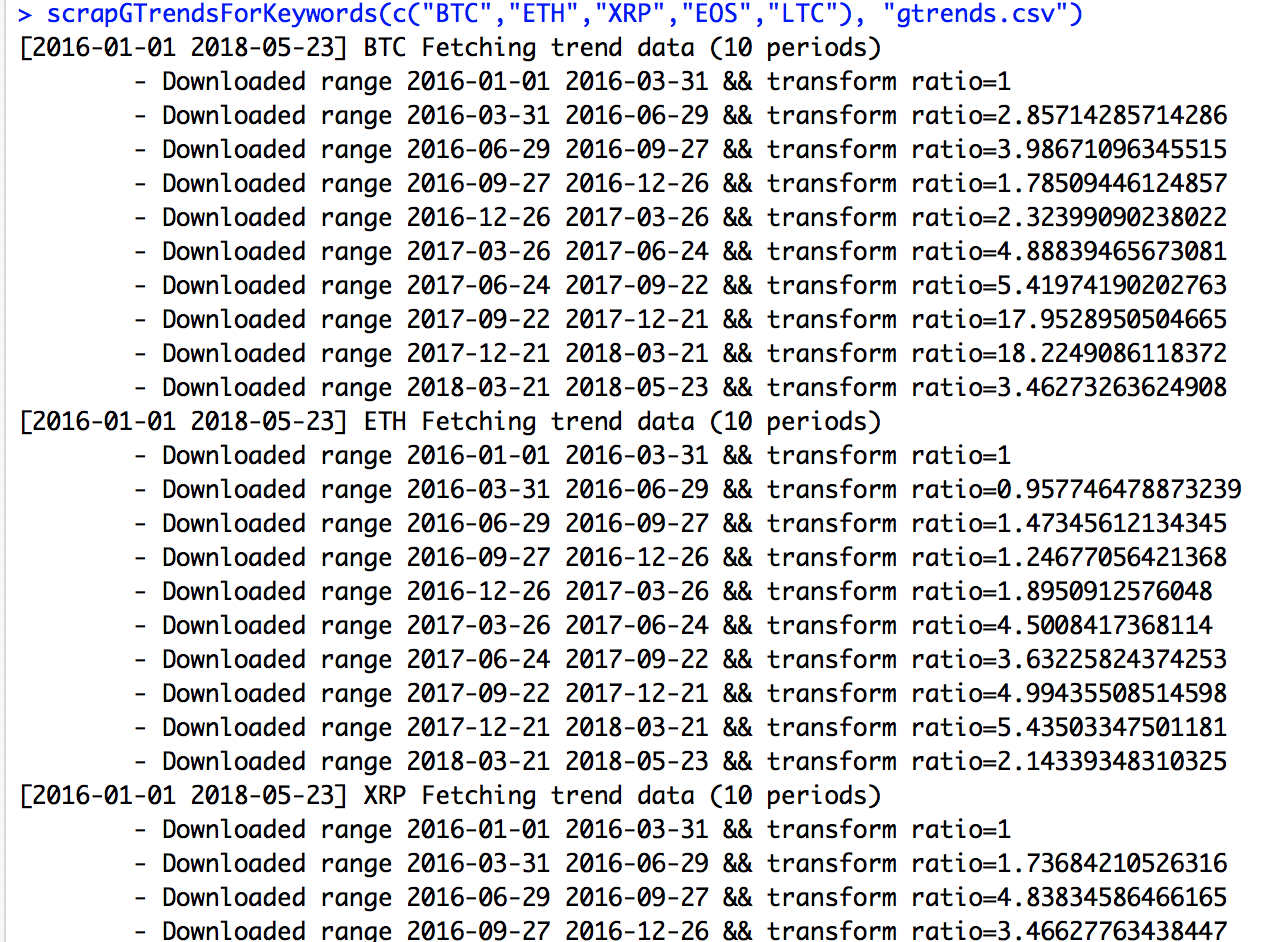 > scrapGTrendsForKeywords(c("BTC","ETH","XRP","EOS","LTC"), "gtrends.csv")
[2016-01-01 2018-05-23] BTC Fetching trend data (10 periods)
- Downloaded range 2016-01-01 2016-03-31 && transform ratio=1
- Downloaded range 2016-03-31 2016-06-29 && transform ratio=2.85714285714286
- Downloaded range 2016-06-29 2016-09-27 && transform ratio=3.98671096345515
- Downloaded range 2016-09-27 2016-12-26 && transform ratio=1.78509446124857
- Downloaded range 2016-12-26 2017-03-26 && transform ratio=2.32399090238022
- Downloaded range 2017-03-26 2017-06-24 && transform ratio=4.88839465673081
- Downloaded range 2017-06-24 2017-09-22 && transform ratio=5.41974190202763
- Downloaded range 2017-09-22 2017-12-21 && transform ratio=17.9528950504665
- Downloaded range 2017-12-21 2018-03-21 && transform ratio=18.2249086118372
- Downloaded range 2018-03-21 2018-05-23 && transform ratio=3.46273263624908
[2016-01-01 2018-05-23] ETH Fetching trend data (10 periods)
- Downloaded range 2016-01-01 2016-03-31 && transform ratio=1
- Downloaded range 2016-03-31 2016-06-29 && transform ratio=0.957746478873239
- Downloaded range 2016-06-29 2016-09-27 && transform ratio=1.47345612134345
- Downloaded range 2016-09-27 2016-12-26 && transform ratio=1.24677056421368
- Downloaded range 2016-12-26 2017-03-26 && transform ratio=1.8950912576048
- Downloaded range 2017-03-26 2017-06-24 && transform ratio=4.5008417368114
- Downloaded range 2017-06-24 2017-09-22 && transform ratio=3.63225824374253
- Downloaded range 2017-09-22 2017-12-21 && transform ratio=4.99435508514598
- Downloaded range 2017-12-21 2018-03-21 && transform ratio=5.43503347501181
- Downloaded range 2018-03-21 2018-05-23 && transform ratio=2.14339348310325
[2016-01-01 2018-05-23] XRP Fetching trend data (10 periods)
- Downloaded range 2016-01-01 2016-03-31 && transform ratio=1
- Downloaded range 2016-03-31 2016-06-29 && transform ratio=1.73684210526316
- Downloaded range 2016-06-29 2016-09-27 && transform ratio=4.83834586466165
- Downloaded range 2016-09-27 2016-12-26 && transform ratio=3.46627763438447